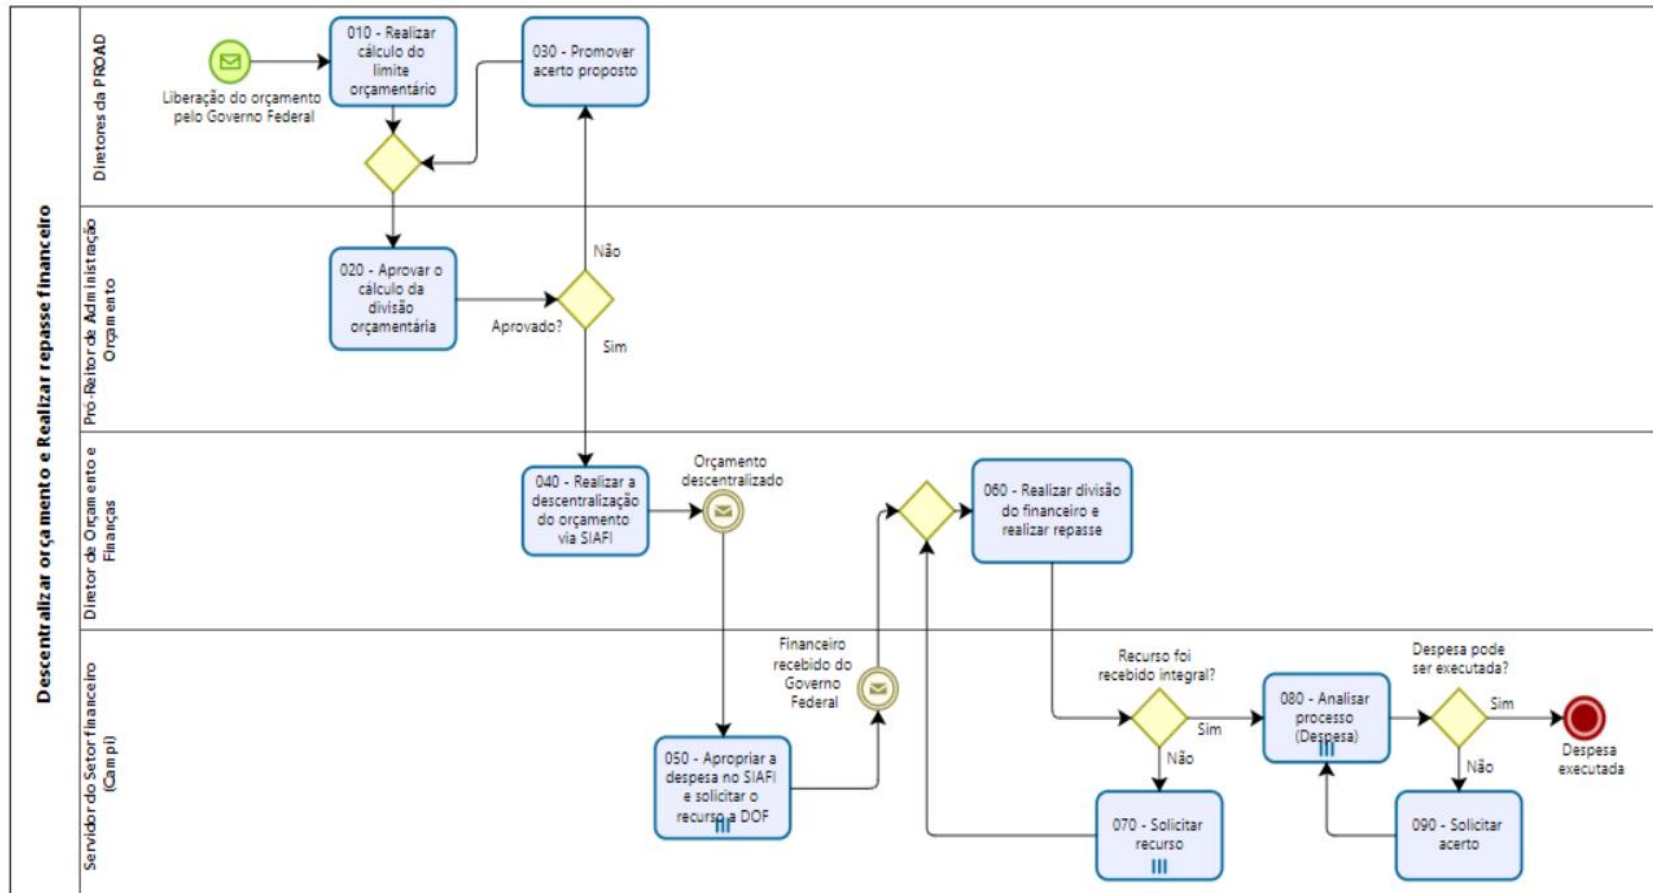 Descentralizar orçamento e Realizar repasse financeiro
Diretores da PROAD
Liberação do orçamento
pelo Governo Federal
010 - Realizar
cálculo do
limite
orçamentário
030 - Promover
acerto proposto
Pró-Reitor de Administração
Orçamento
020 - Aprovar o
cálculo da
divisão
orçamentária
Aprovado?
Não
Sim
Diretor de Orçamento e
Finanças
040 - Realizar a
descentralização
do orçamento
via SIAFI
Orçamento
descentralizado
060 - Realizar divisão
do financeiro e
realizar repasse
Servidor do Setor financeiro
(Campi)
050 - Apropriar a
despesa no SIAFI
e solicitar o
recurso a DOF
Financeiro
recebido do
Governo
Federal
Recurso foi
recebido integral?
Sim
Não
070 - Solicitar
recurso
080 - Analisar
processo
(Despesa)
Despesa pode
ser executada?
Sim
Não
090 - Solicitar
acerto
Despesa
executada